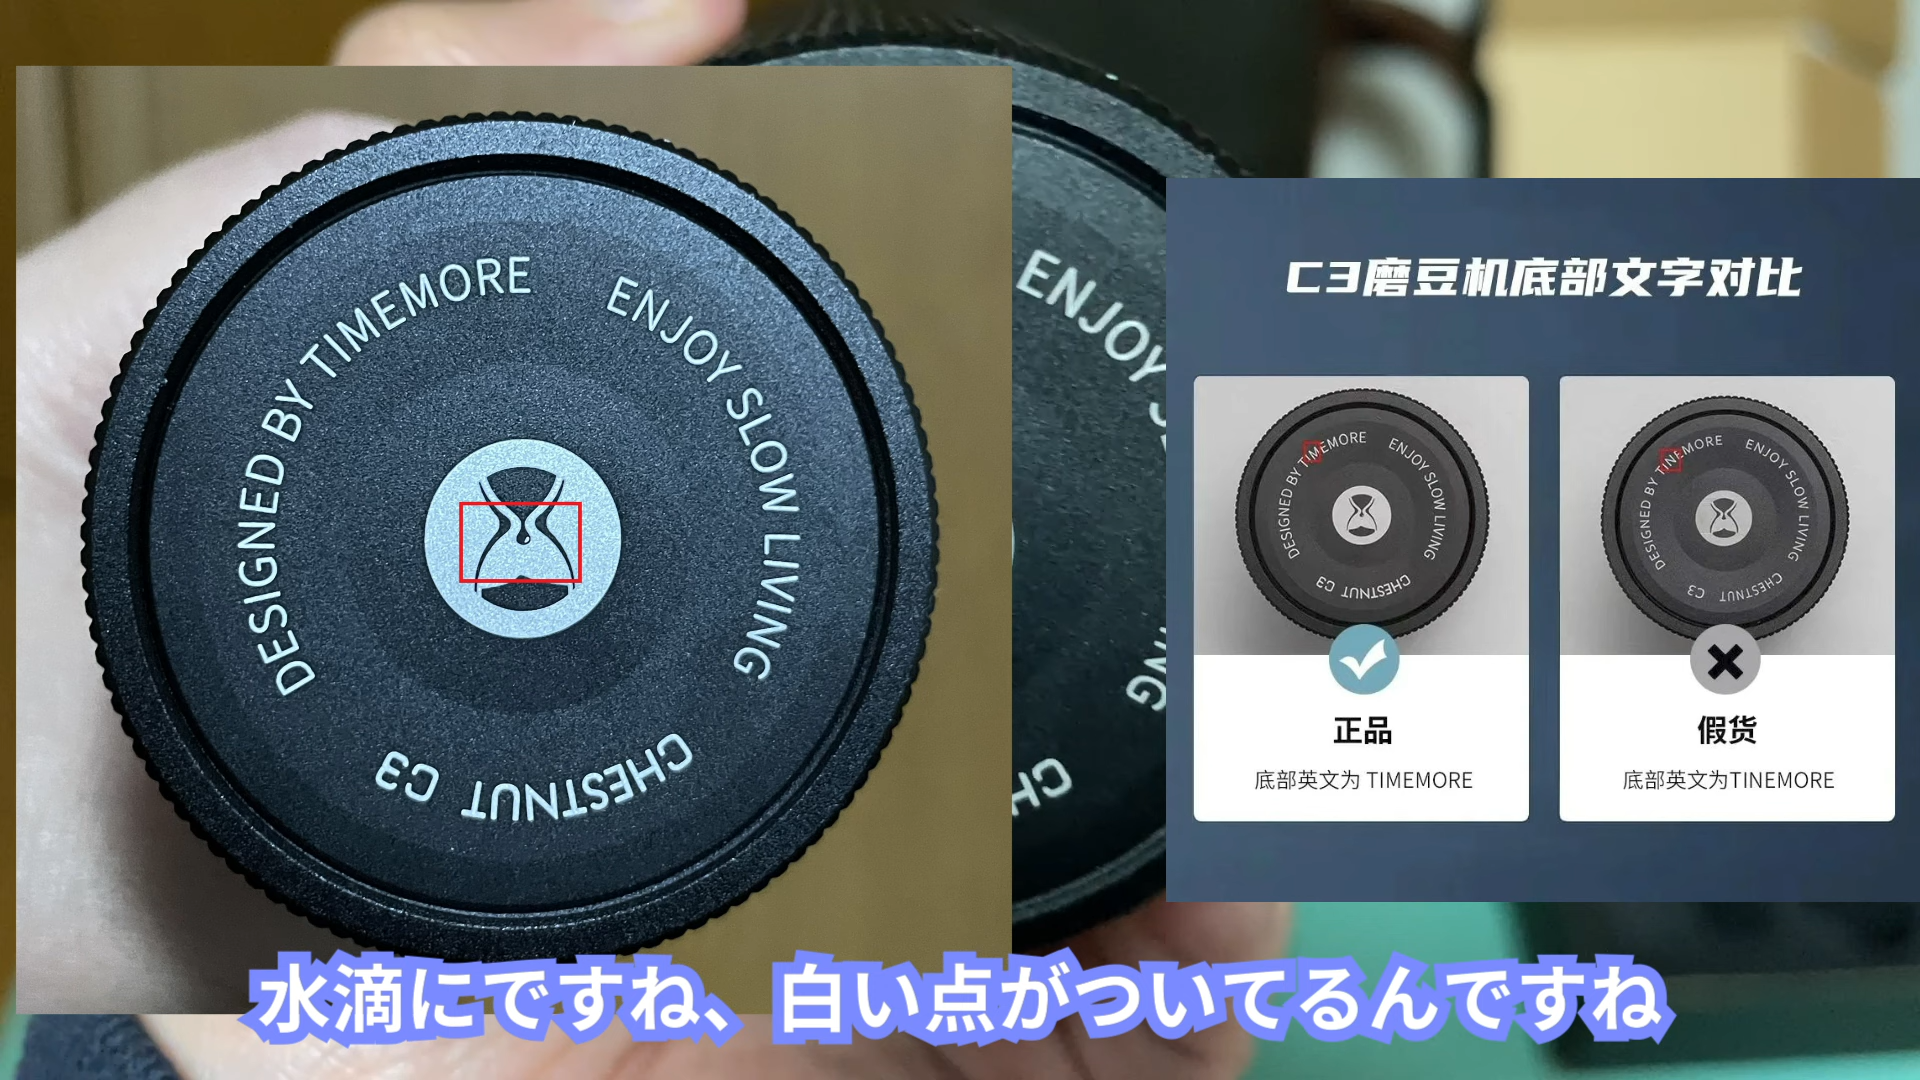 DESIGNED BY TIMEMORE
ENJOY SLOW LIVING
CHESTNUT C3
ENJOY
C3磨豆机底部文字对比
DESIGNED BY TIMEMORE
ENJOY SLOW LIVING
CHESTNUT C3
正品
底部英文为 TIMEMORE
DESIGNED BY TINEMORE
ENJOY SLOW LIVING
CHESTNUT C3
假货
底部英文为TINEMORE
水滴にですね、白い点がついてるんですね